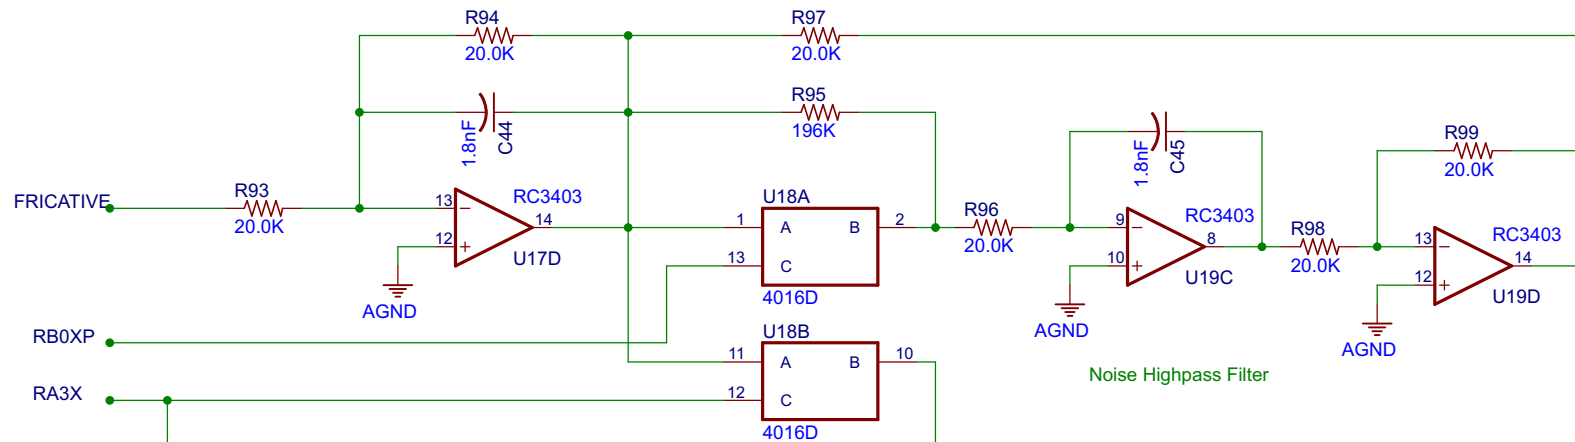 R94
20.0K
R97
20.0K
R95
196K
1.8nF
C44
1.8nF
C45
R99
20.0K
FRICATIVE
R93
20.0K
13
12
14
RC3403
U17D
AGND
U18A
1
A
B
2
13
C
4016D
R96
20.0K
9
10
8
RC3403
U19C
AGND
R98
20.0K
13
12
14
RC3403
U19D
AGND
RB0XP
RA3X
U18B
11
A
B
10
12
C
4016D
Noise Highpass Filter